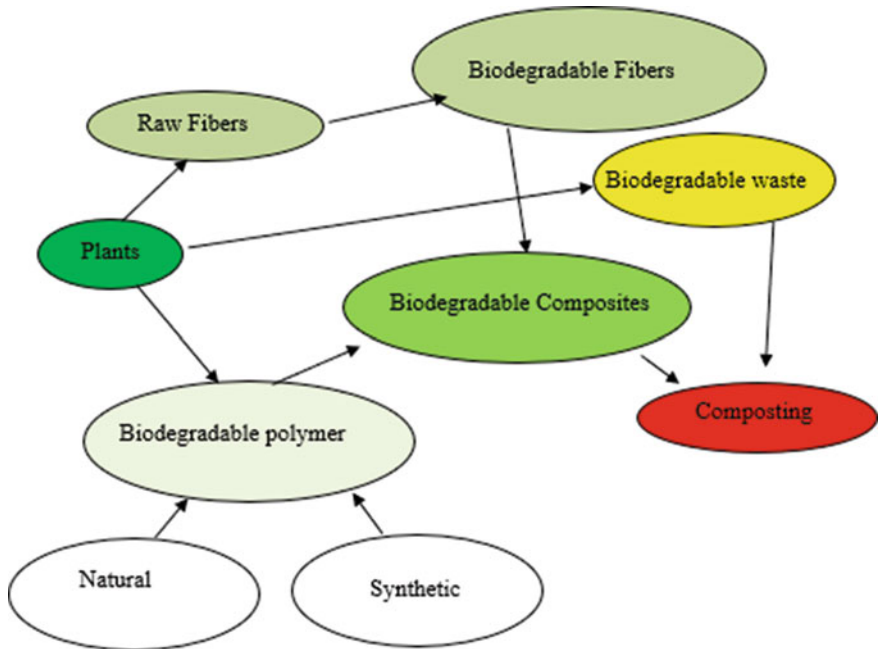 Biodegradable Fibers
Raw Fibers
Biodegradable waste
Plants
Biodegradable Composites
Composting
Biodegradable polymer
Natural
Synthetic